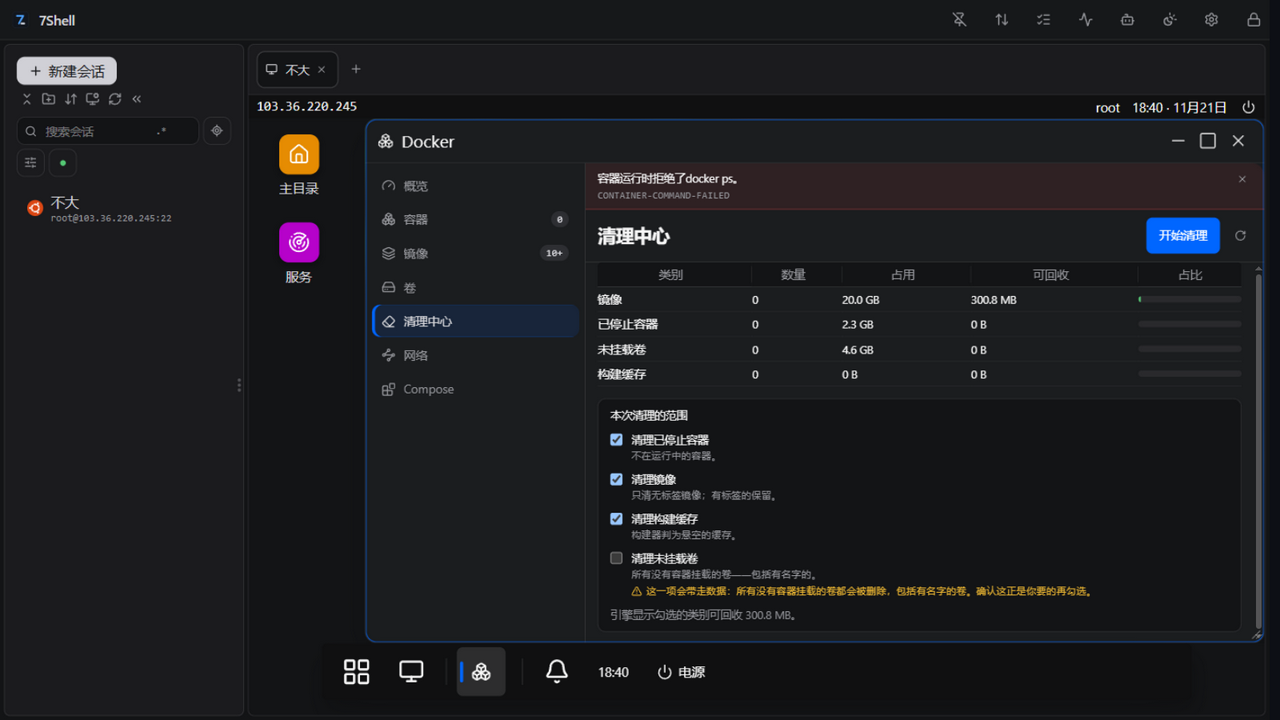 7Shell
新建会话
搜索会话
.*
不大
root@103.36.220.245:22
不大
103.36.220.245
root 18:40 · 11月21日
主目录
服务
Docker
概览
容器 0
镜像 10+
卷
清理中心
网络
Compose
容器运行时拒绝了docker ps。
CONTAINER-COMMAND-FAILED
清理中心
开始清理
类别 数量 占用 可回收 占比
镜像 0 20.0 GB 300.8 MB
已停止容器 0 2.3 GB 0 B
未挂载卷 0 4.6 GB 0 B
构建缓存 0 0 B 0 B
本次清理的范围
清理已停止容器
不在运行中的容器。
清理镜像
只清无标签镜像；有标签的保留。
清理构建缓存
构建器判为悬空的缓存。
清理未挂载卷
所有没有容器挂载的卷——包括有名字的。
这一项会带走数据：所有没有容器挂载的卷都会被删除，包括有名字的卷。确认这正是你要的再勾选。
引擎显示勾选的类别可回收 300.8 MB。
18:40
电源